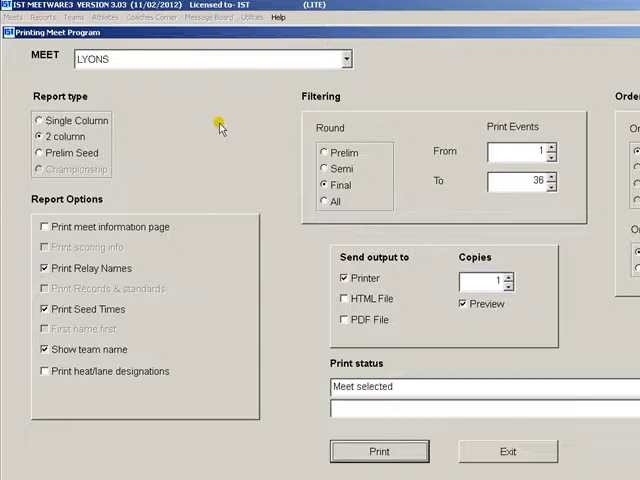 IST MEETWARE3 VERSION 3.03 (11/02/2012) Licensed to- IST (LITE)
Meets Reports Teams - Athletes Coaches Corner Message Board Utilities Help
IST Printing Meet Program
MEET LYONS
Report type Filtering Order
Single Column
2 column
Prelim Seed
Championship
Round Print Events
Prelim
Semi
Final
All
From 1
To 36
Report Options
Print meet information page
Print scoring info
Print Relay Names
Print Records & standards
Print Seed Times
First name first
Show team name
Print heat/lane designations
Send output to Copies
Printer 1
HTML File Preview
PDF File
Print status
Meet selected
Print Exit